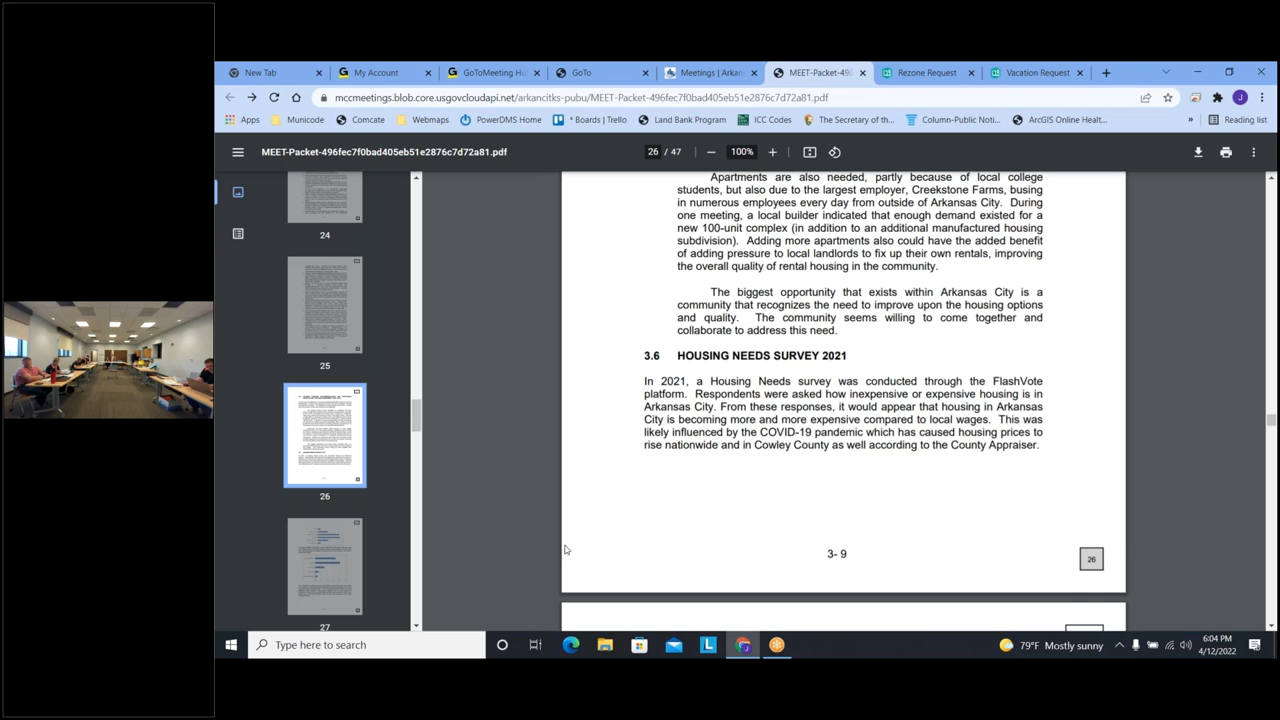 New Tab
My Account
GoToMeeting Hu
GoTo
Meetings | Arkan
MEET-Packet-496
Rezone Request
Vacation Request
mccmeetings.blob.core.usgovcloudapi.net/arkancitks-pubu/MEET-Packet-496fec7f0bad405eb51e2876c7d72a81.pdf
Apps
Municode
Comcate
Webmaps
PowerDMS Home
* Boards | Trello
Land Bank Program
ICC Codes
The Secretary of th...
Column-Public Noti...
ArcGIS Online Healt...
»
Reading list
MEET-Packet-496fec7f0bad405eb51e2876c7d72a81.pdf
26 / 47
100%
24
25
26
27
Apartments are also needed, partly because of local college
students, but also due to the largest employer, Creekstone Farms, busing
in numerous employees every day from outside of Arkansas City. During
one meeting, a local builder indicated that enough demand existed for a
new 100-unit complex (in addition to an additional manufactured housing
subdivision). Adding more apartments also could have the added benefit
of adding pressure to local landlords to fix up their own rentals, improving
the overall quality of rental housing in the community.
The biggest opportunity that exists within Arkansas City is a
community that recognizes the need to improve upon the housing options
and quality. The community seems willing to come together and
collaborate to address this need.
3.6 HOUSING NEEDS SURVEY 2021
In 2021, a Housing Needs survey was conducted through the FlashVote
platform. Respondents were asked how inexpensive or expensive housing is in
Arkansas City. From these responses, it would appear that housing in Arkansas
City is becoming more and more expensive compared to local wages. This was
likely influenced by the COVID-19 pandemic which has caused housing prices to
rise nationwide and in Cowley County as well according to the County Appraiser.
3- 9
26
Type here to search
79°F Mostly sunny
6:04 PM
4/12/2022